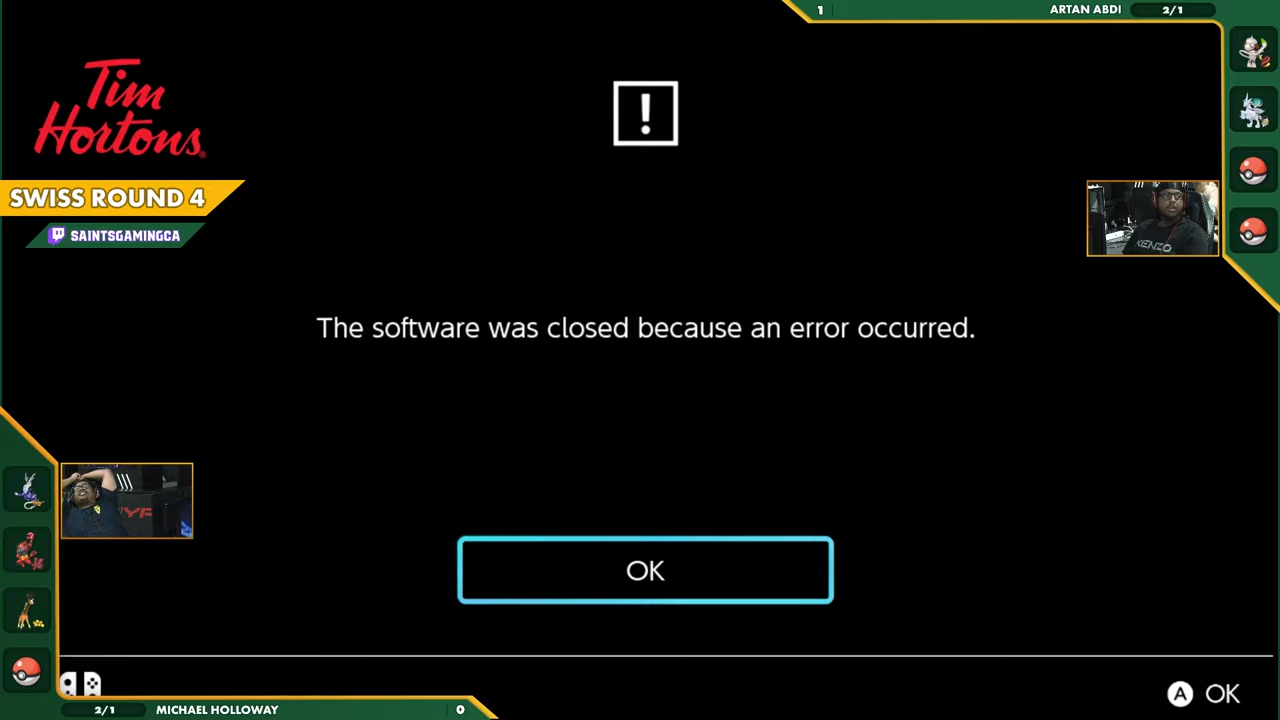 1 ARTAN ABDI 2/1
Tim
Hortons
SWISS ROUND 4
SAINTSGAMINGCA
KENZO
The software was closed because an error occurred.
OK
A OK
2/1 MICHAEL HOLLOWAY 0